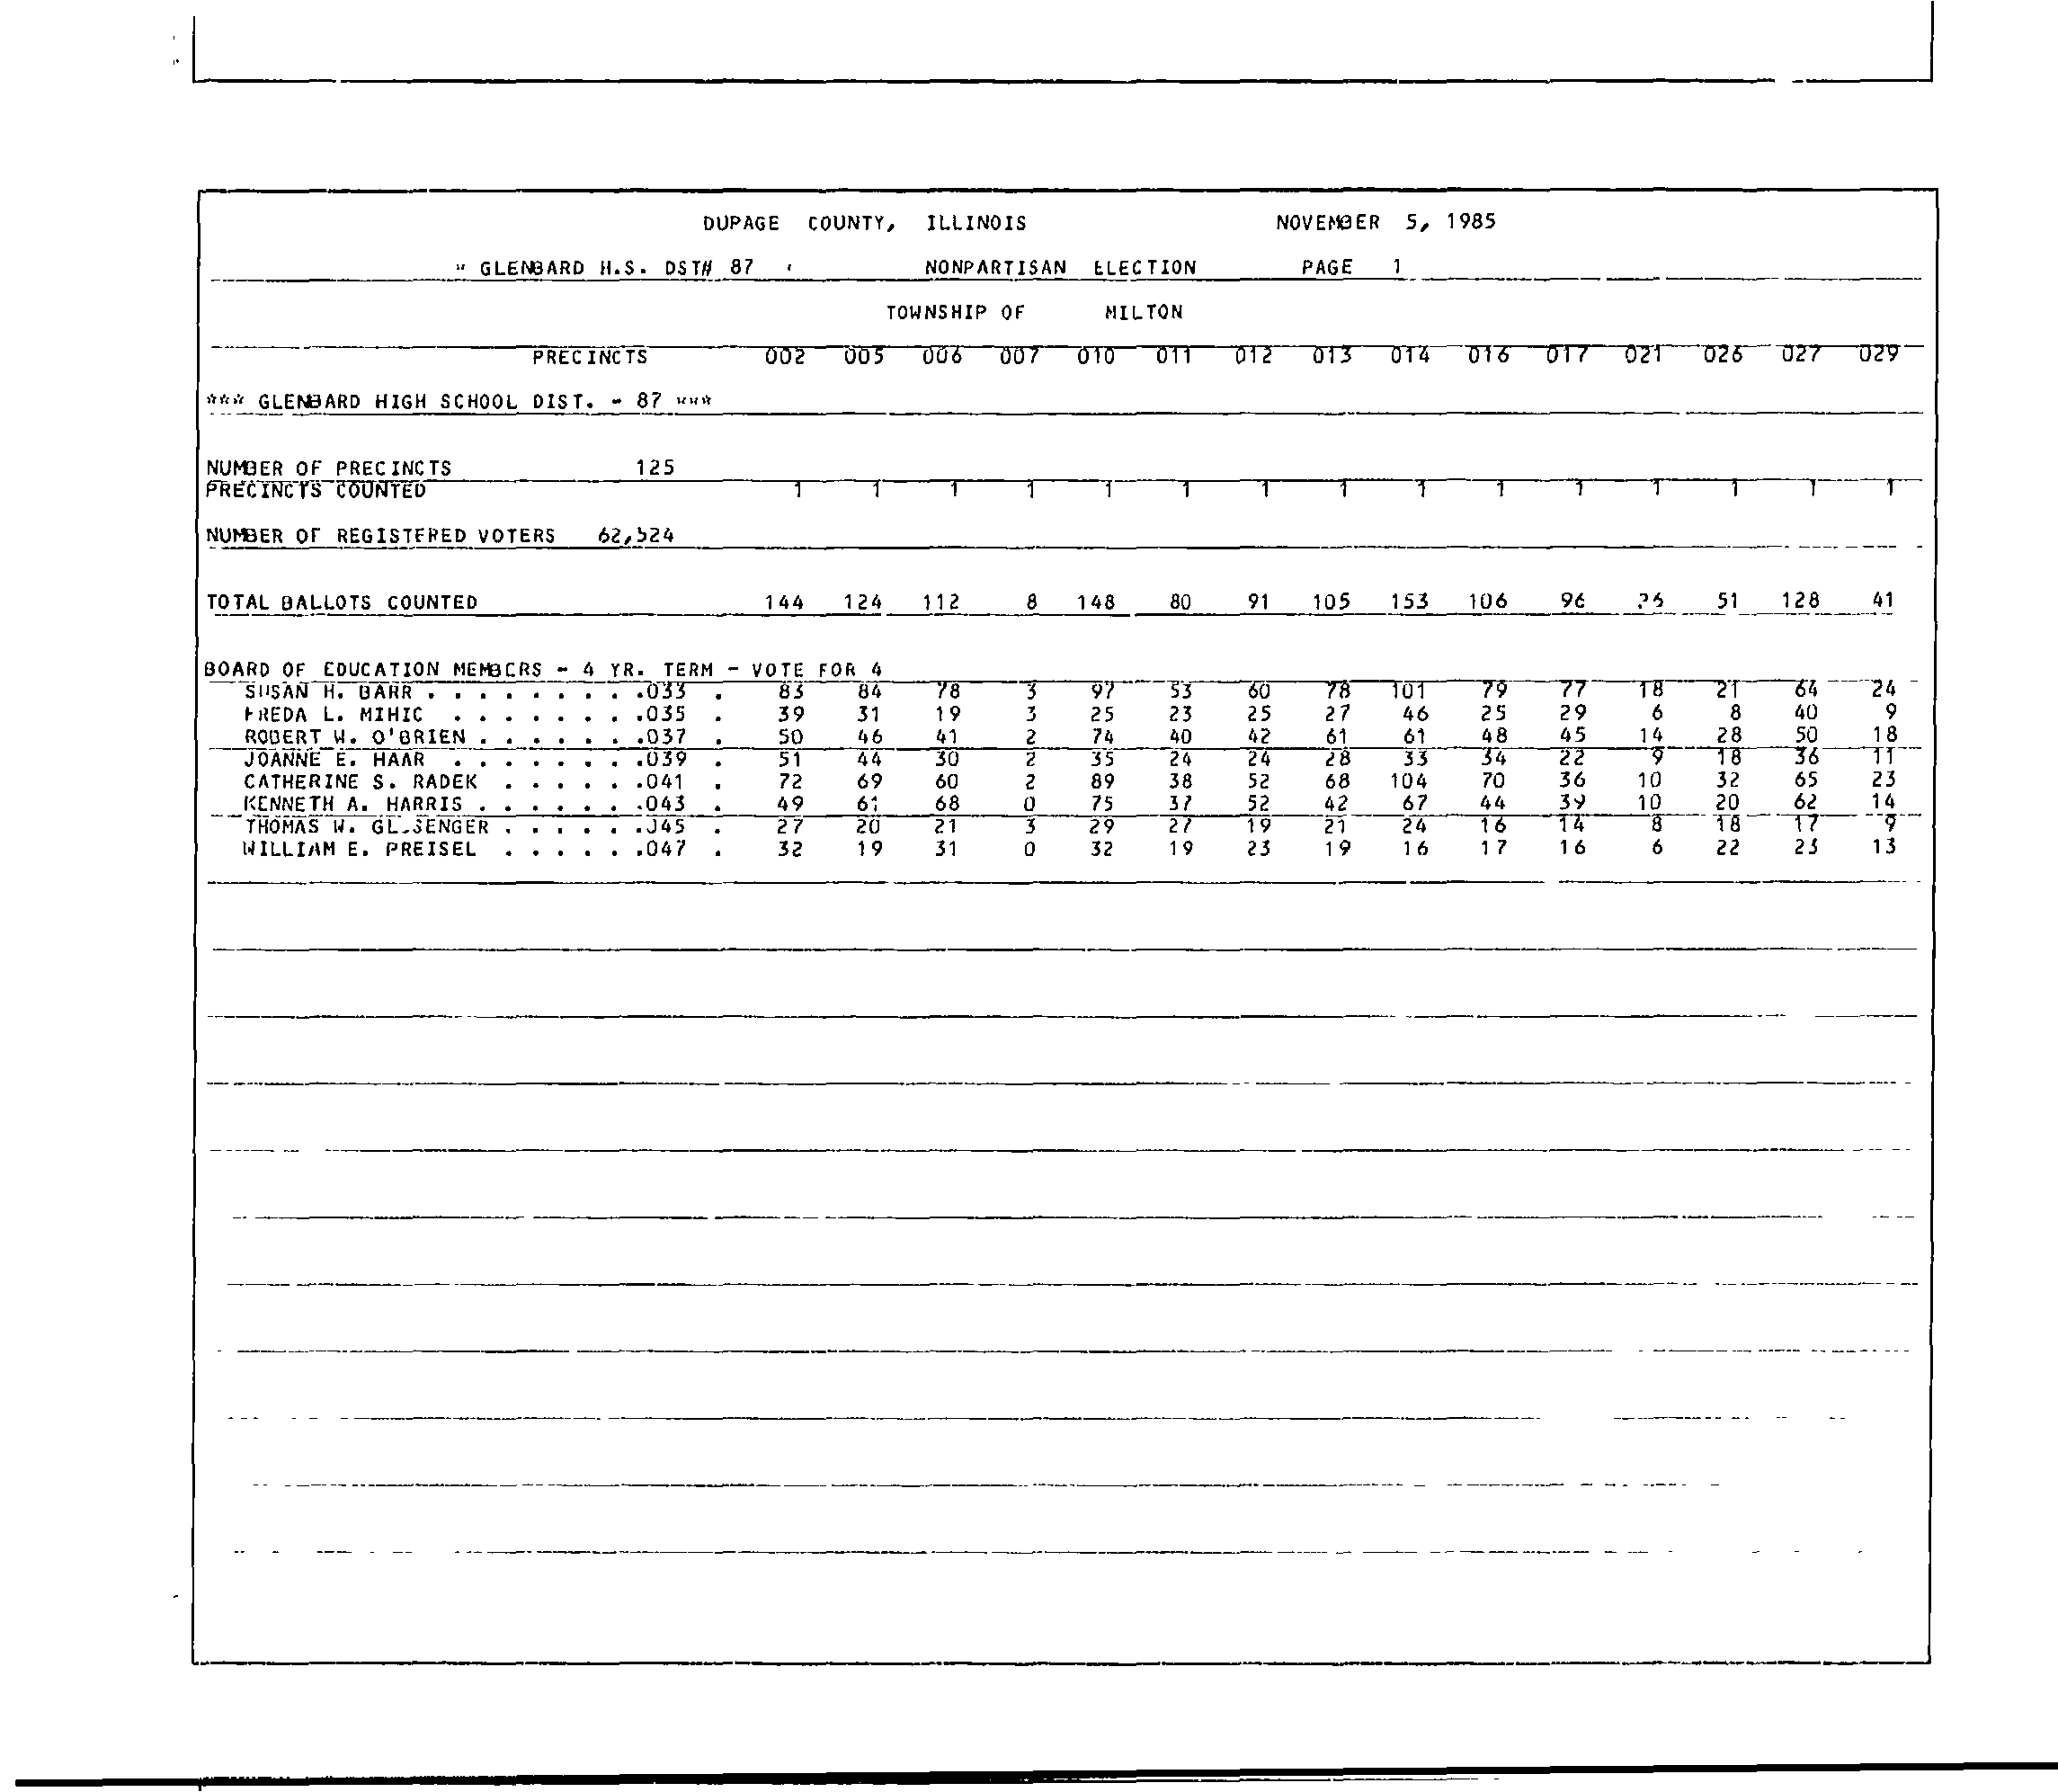 DUPAGE COUNTY, ILLINOIS NOVEMBER 5, 1985
" GLENBARD H.S. DST# 87 ' NONPARTISAN ELECTION PAGE 1
TOWNSHIP OF MILTON
PRECINCTS 002 005 006 007 010 011 012 013 014 016 017 021 026 027 029
*** GLENBARD HIGH SCHOOL DIST. - 87 ***
NUMBER OF PRECINCTS 125
PRECINCTS COUNTED 1 1 1 1 1 1 1 1 1 1 1 1 1 1 1
NUMBER OF REGISTERED VOTERS 62,524
TOTAL BALLOTS COUNTED 144 124 112 8 148 80 91 105 153 106 96 51 128 41
BOARD OF EDUCATION MEMBERS - 4 YR. TERM - VOTE FOR 4
SUSAN H. BARR . . . . . . . . .033 . 83 84 78 3 97 53 60 78 101 79 77 18 21 64 24
FREDA L. MIHIC . . . . . . . .035 . 39 31 19 3 25 23 25 27 46 25 29 6 8 40 9
ROBERT W. O'BRIEN . . . . . . .037 . 50 46 41 2 74 40 42 61 61 48 45 14 28 50 18
JOANNE E. HAAR . . . . . . . .039 . 51 44 30 2 35 24 24 28 33 34 22 9 18 36 11
CATHERINE S. RADEK . . . . . .041 . 72 69 60 2 89 38 52 68 104 70 36 10 32 65 23
KENNETH A. HARRIS . . . . . . .043 . 49 61 68 0 75 37 52 42 67 44 39 10 20 62 14
THOMAS W. . . . . . .045 . 27 20 21 3 29 27 19 21 24 16 14 8 18 17 9
WILLIAM E. PREISEL . . . . . .047 . 32 19 31 0 32 19 23 19 16 17 16 6 22 23 13